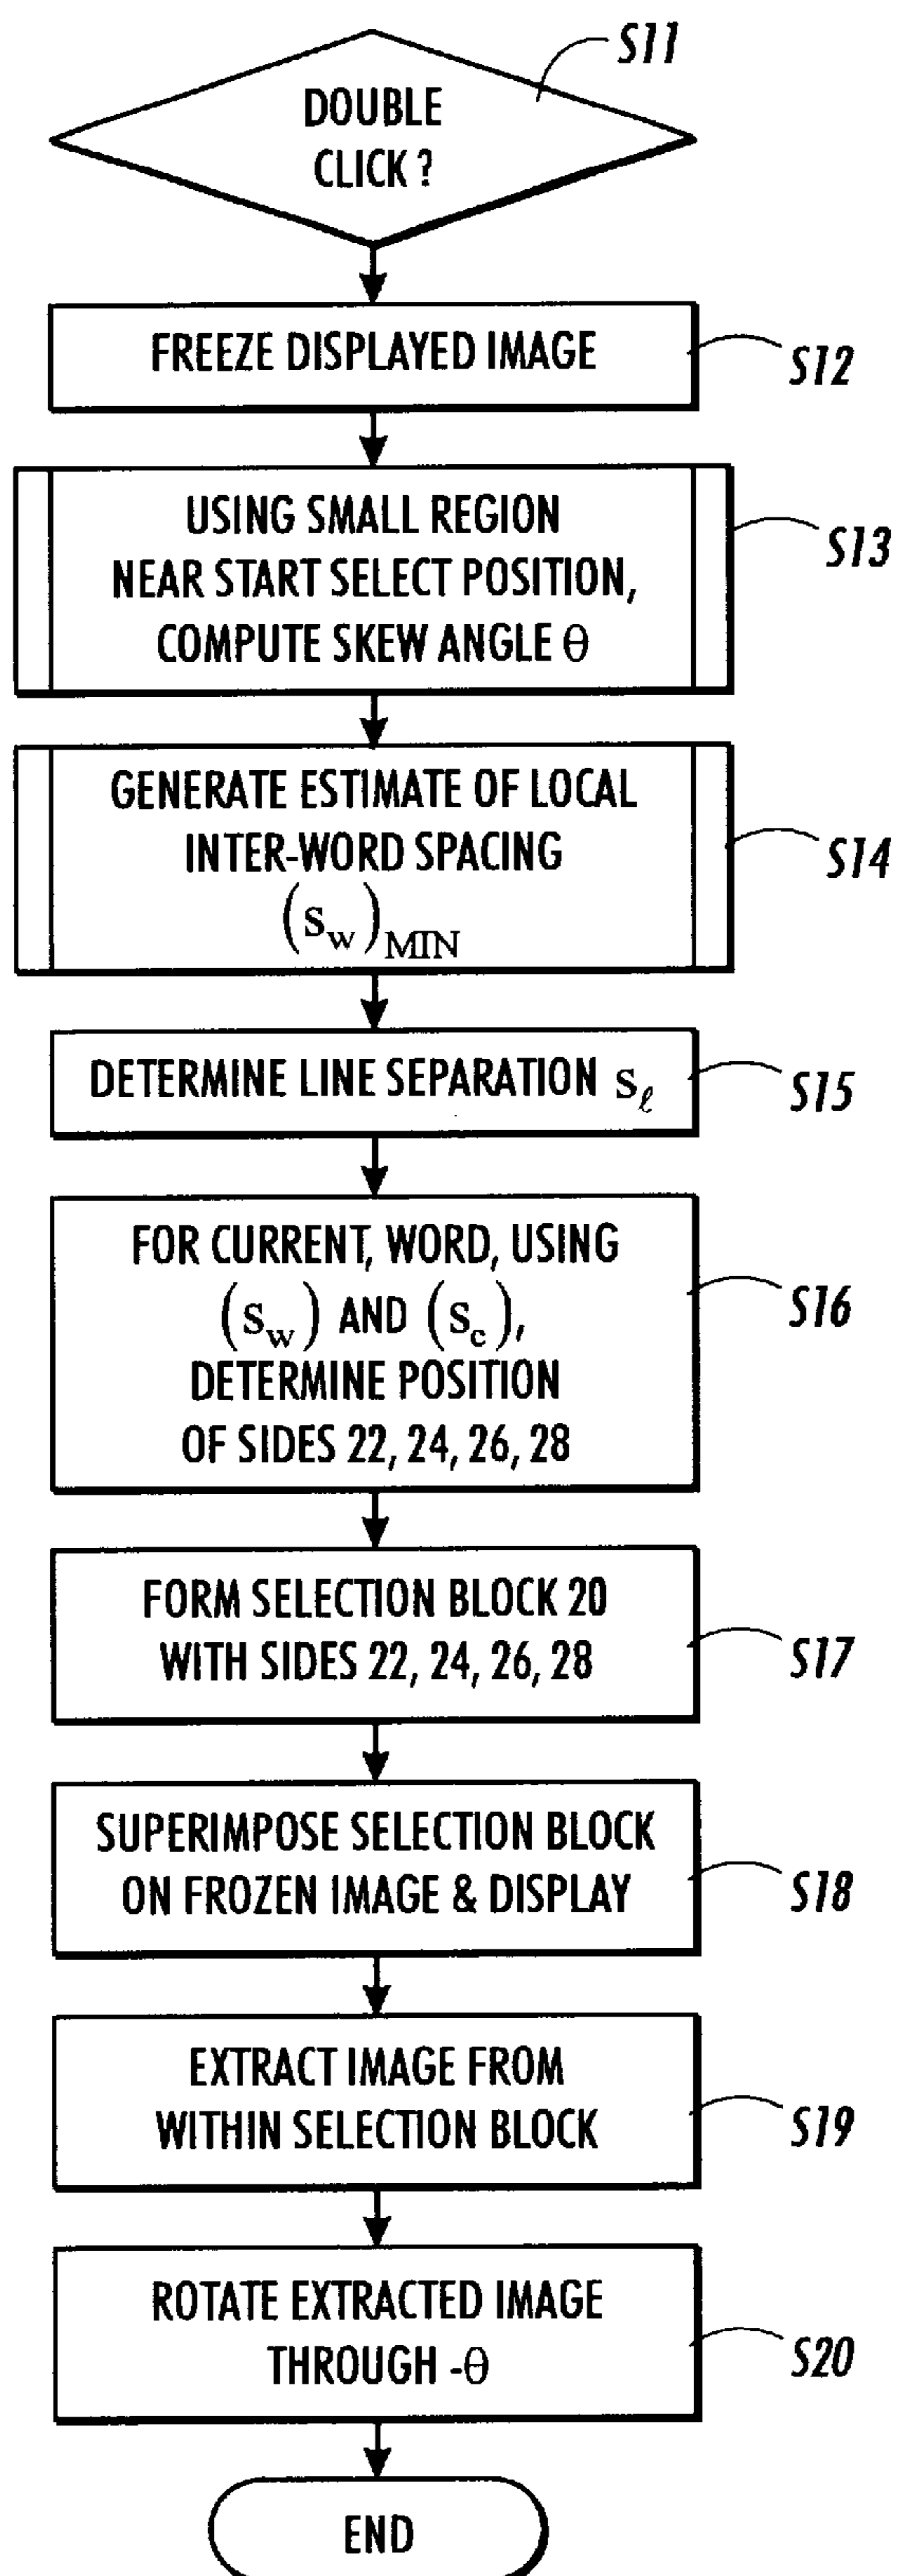 S11
DOUBLE
CLICK ?
FREEZE DISPLAYED IMAGE
S12
USING SMALL REGION
NEAR START SELECT POSITION,
COMPUTE SKEW ANGLE θ
S13
GENERATE ESTIMATE OF LOCAL
INTER-WORD SPACING
(s_w)_MIN
S14
DETERMINE LINE SEPARATION s_ℓ
S15
FOR CURRENT, WORD, USING
(s_w) AND (s_c),
DETERMINE POSITION
OF SIDES 22, 24, 26, 28
S16
FORM SELECTION BLOCK 20
WITH SIDES 22, 24, 26, 28
S17
SUPERIMPOSE SELECTION BLOCK
ON FROZEN IMAGE & DISPLAY
S18
EXTRACT IMAGE FROM
WITHIN SELECTION BLOCK
S19
ROTATE EXTRACTED IMAGE
THROUGH -θ
S20
END